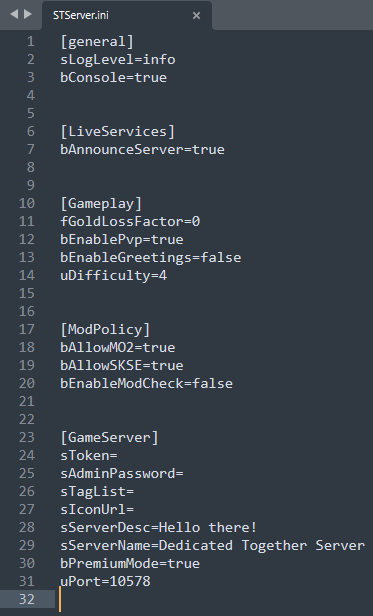 STServer.ini
1 [general]
2 sLogLevel=info
3 bConsole=true
4
5
6 [LiveServices]
7 bAnnounceServer=true
8
9
10 [Gameplay]
11 fGoldLossFactor=0
12 bEnablePvp=true
13 bEnableGreetings=false
14 uDifficulty=4
15
16
17 [ModPolicy]
18 bAllowMO2=true
19 bAllowSKSE=true
20 bEnableModCheck=false
21
22
23 [GameServer]
24 sToken=
25 sAdminPassword=
26 sTagList=
27 sIconUrl=
28 sServerDesc=Hello there!
29 sServerName=Dedicated Together Server
30 bPremiumMode=true
31 uPort=10578
32